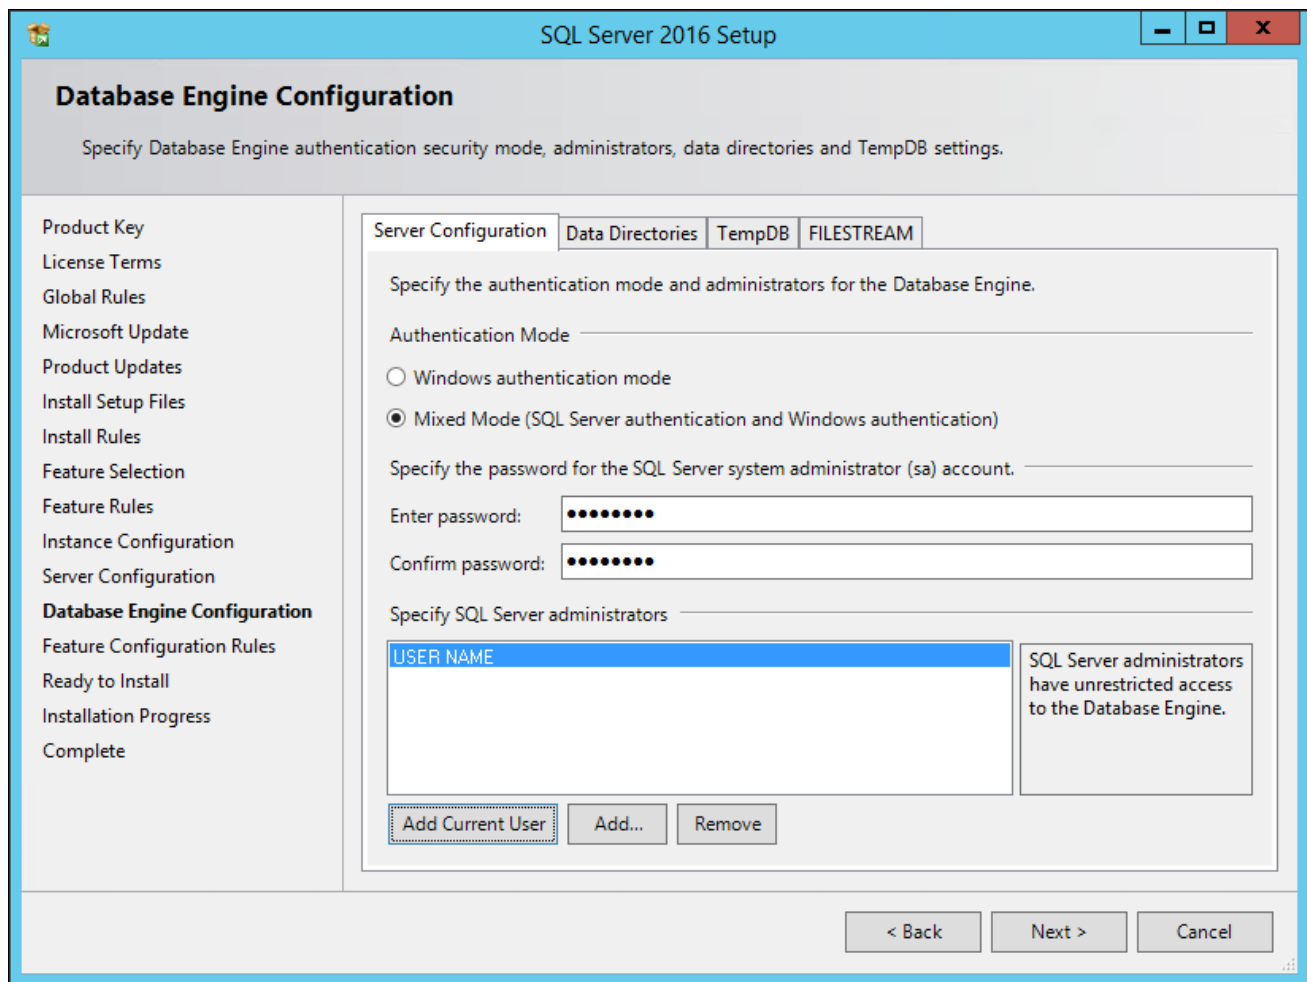 SQL Server 2016 Setup
Database Engine Configuration
Specify Database Engine authentication security mode, administrators, data directories and TempDB settings.
Product Key
License Terms
Global Rules
Microsoft Update
Product Updates
Install Setup Files
Install Rules
Feature Selection
Feature Rules
Instance Configuration
Server Configuration
Database Engine Configuration
Feature Configuration Rules
Ready to Install
Installation Progress
Complete
Server Configuration Data Directories TempDB FILESTREAM
Specify the authentication mode and administrators for the Database Engine.
Authentication Mode
Windows authentication mode
Mixed Mode (SQL Server authentication and Windows authentication)
Specify the password for the SQL Server system administrator (sa) account.
Enter password: ●●●●●●●●
Confirm password: ●●●●●●●●
Specify SQL Server administrators
USER NAME
SQL Server administrators
have unrestricted access
to the Database Engine.
Add Current User Add... Remove
< Back Next > Cancel